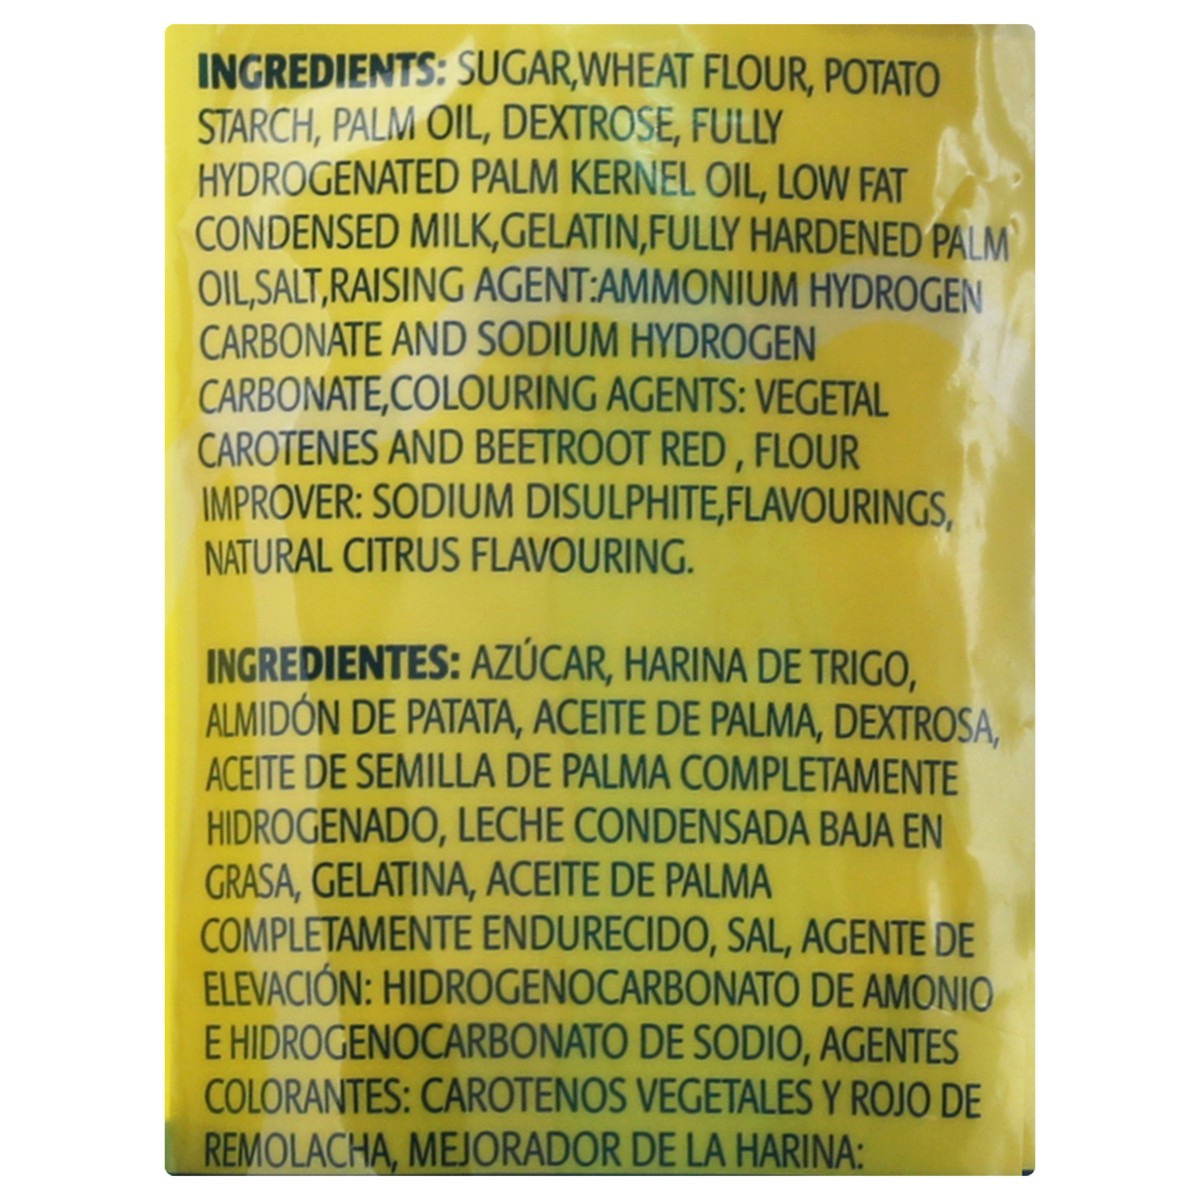 INGREDIENTS: SUGAR,WHEAT FLOUR, POTATO
STARCH, PALM OIL, DEXTROSE, FULLY
HYDROGENATED PALM KERNEL OIL, LOW FAT
CONDENSED MILK,GELATIN,FULLY HARDENED PALM
OIL,SALT,RAISING AGENT:AMMONIUM HYDROGEN
CARBONATE AND SODIUM HYDROGEN
CARBONATE,COLOURING AGENTS: VEGETAL
CAROTENES AND BEETROOT RED , FLOUR
IMPROVER: SODIUM DISULPHITE,FLAVOURINGS,
NATURAL CITRUS FLAVOURING.
INGREDIENTES: AZÚCAR, HARINA DE TRIGO,
ALMIDÓN DE PATATA, ACEITE DE PALMA, DEXTROSA,
ACEITE DE SEMILLA DE PALMA COMPLETAMENTE
HIDROGENADO, LECHE CONDENSADA BAJA EN
GRASA, GELATINA, ACEITE DE PALMA
COMPLETAMENTE ENDURECIDO, SAL, AGENTE DE
ELEVACIÓN: HIDROGENOCARBONATO DE AMONIO
E HIDROGENOCARBONATO DE SODIO, AGENTES
COLORANTES: CAROTENOS VEGETALES Y ROJO DE
REMOLACHA, MEJORADOR DE LA HARINA: